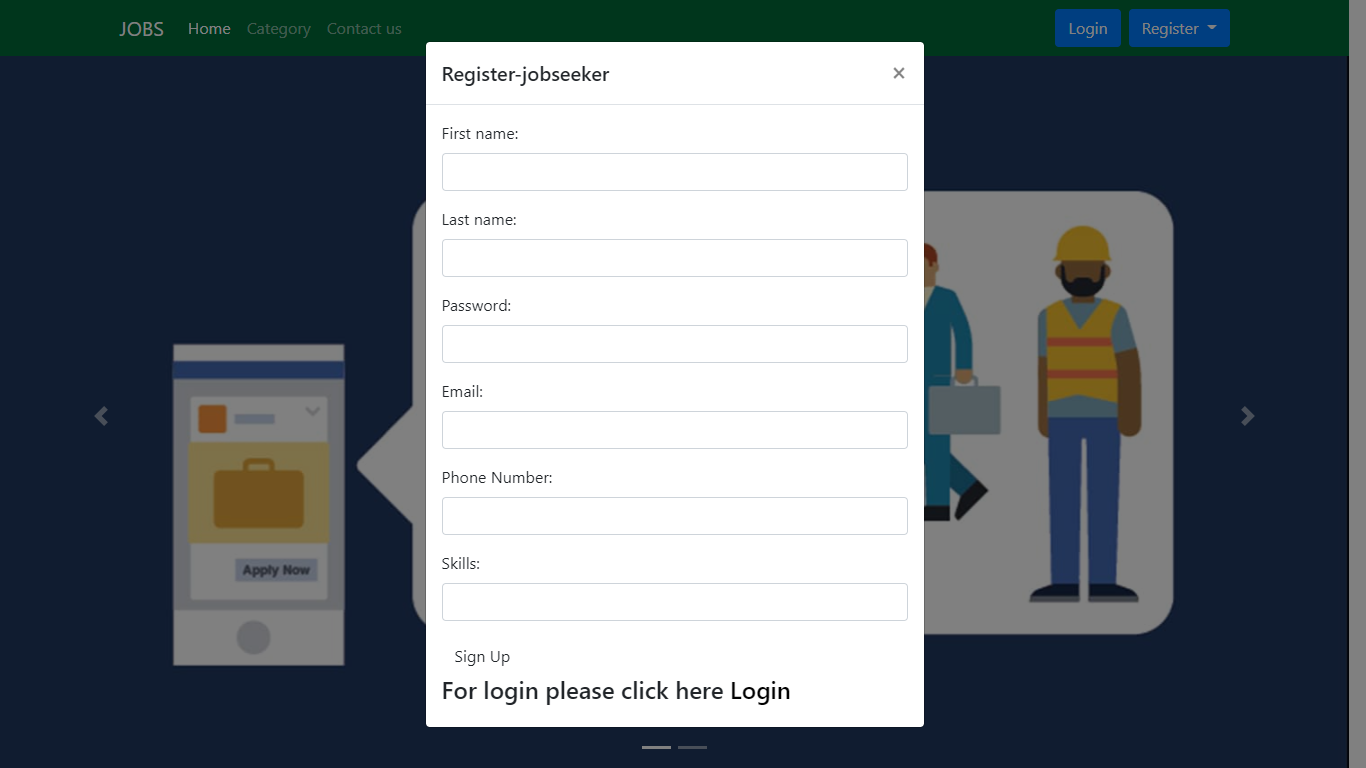 JOBS Home Category Contact us Login Register
Register-jobseeker ×
First name:
Last name:
Password:
Email:
Phone Number:
Skills:
Apply Now
Sign Up
For login please click here Login